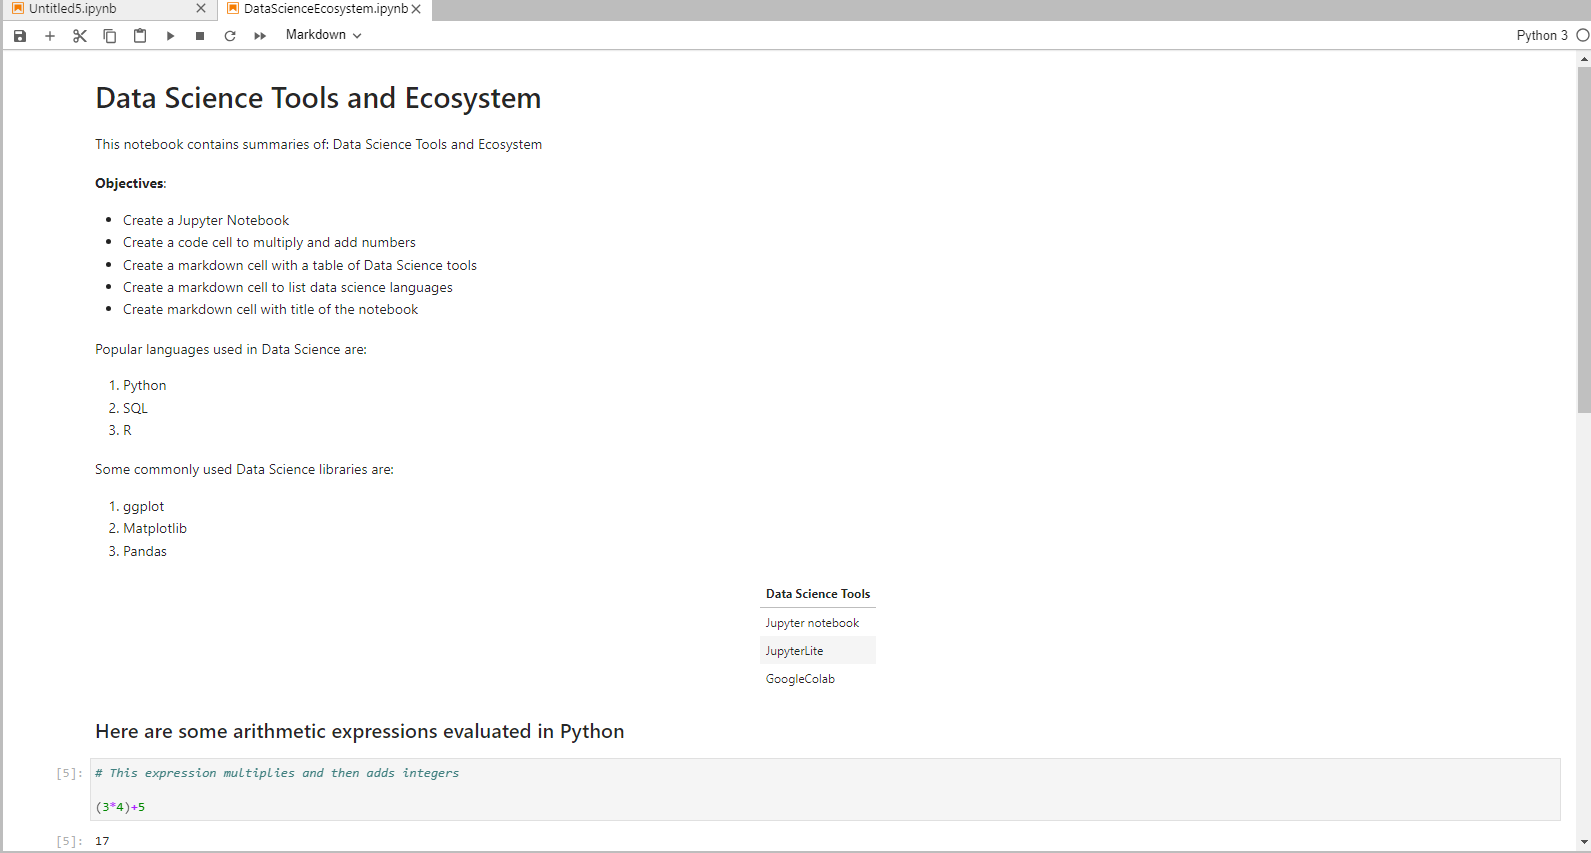 Untitled5.ipynb
DataScienceEcosystem.ipynb
Markdown
Python 3
Data Science Tools and Ecosystem
This notebook contains summaries of: Data Science Tools and Ecosystem
Objectives:
Create a Jupyter Notebook
Create a code cell to multiply and add numbers
Create a markdown cell with a table of Data Science tools
Create a markdown cell to list data science languages
Create markdown cell with title of the notebook
Popular languages used in Data Science are:
1. Python
2. SQL
3. R
Some commonly used Data Science libraries are:
1. ggplot
2. Matplotlib
3. Pandas
Data Science Tools
Jupyter notebook
JupyterLite
GoogleColab
Here are some arithmetic expressions evaluated in Python
[5]: # This expression multiplies and then adds integers
(3*4)+5
[5]: 17